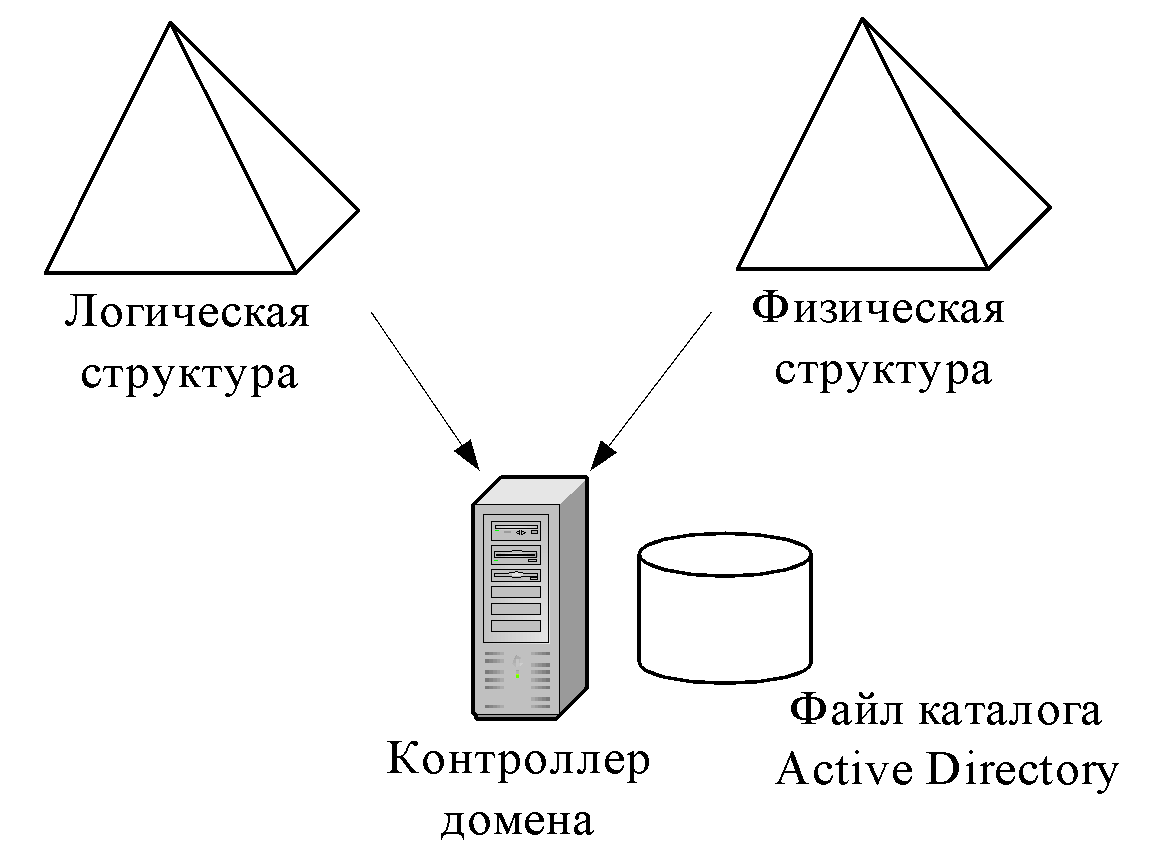 Логическая
структура
Физическая
структура
Контроллер
домена
Файл каталога
Active Directory